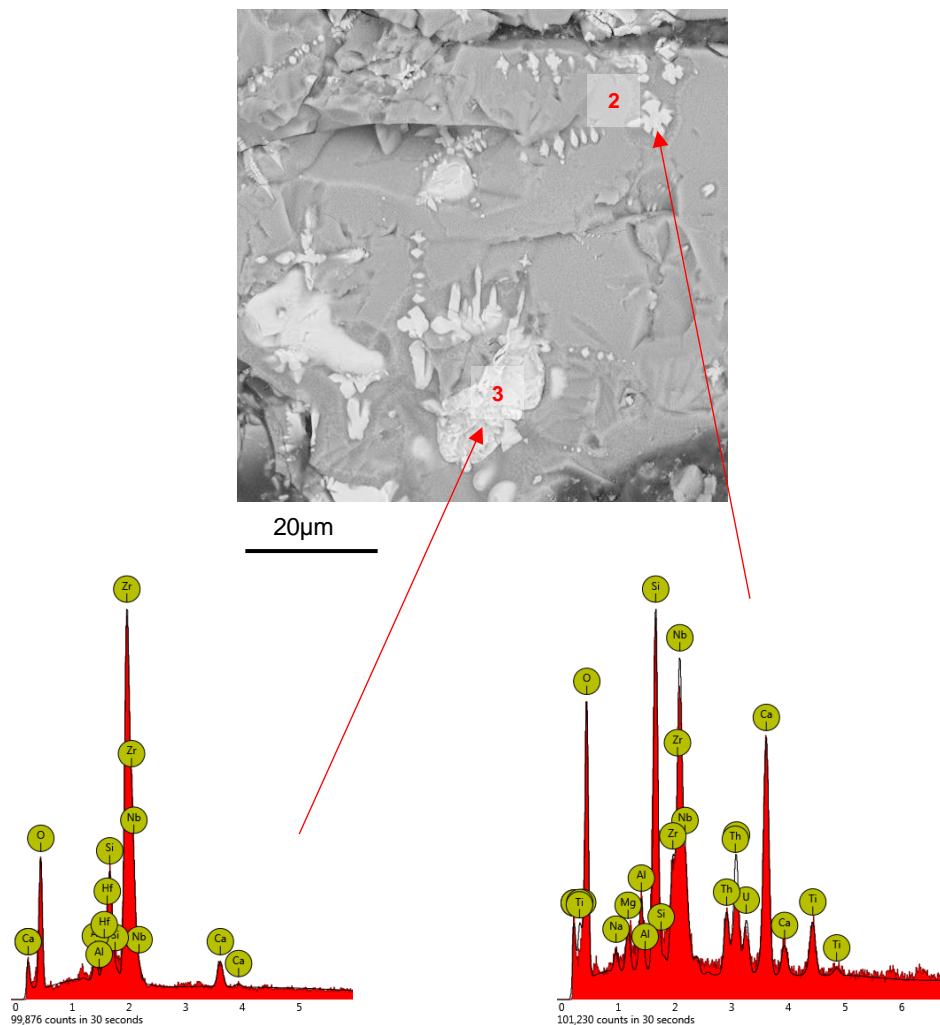 2
3
20µm
Zr
Zr
O
Nb
Si
Hf
Hf
Al
Si
Nb
Ca
Ca
Ca
0 1 2 3 4 5
99,876 counts in 30 seconds
Si
Nb
O
Ca
Zr
Zr
Nb
Th
Al
Th
U
Ti
Ti
Na
Mg
Si
Al
Ca
Ti
0 1 2 3 4 5 6
101,230 counts in 30 seconds